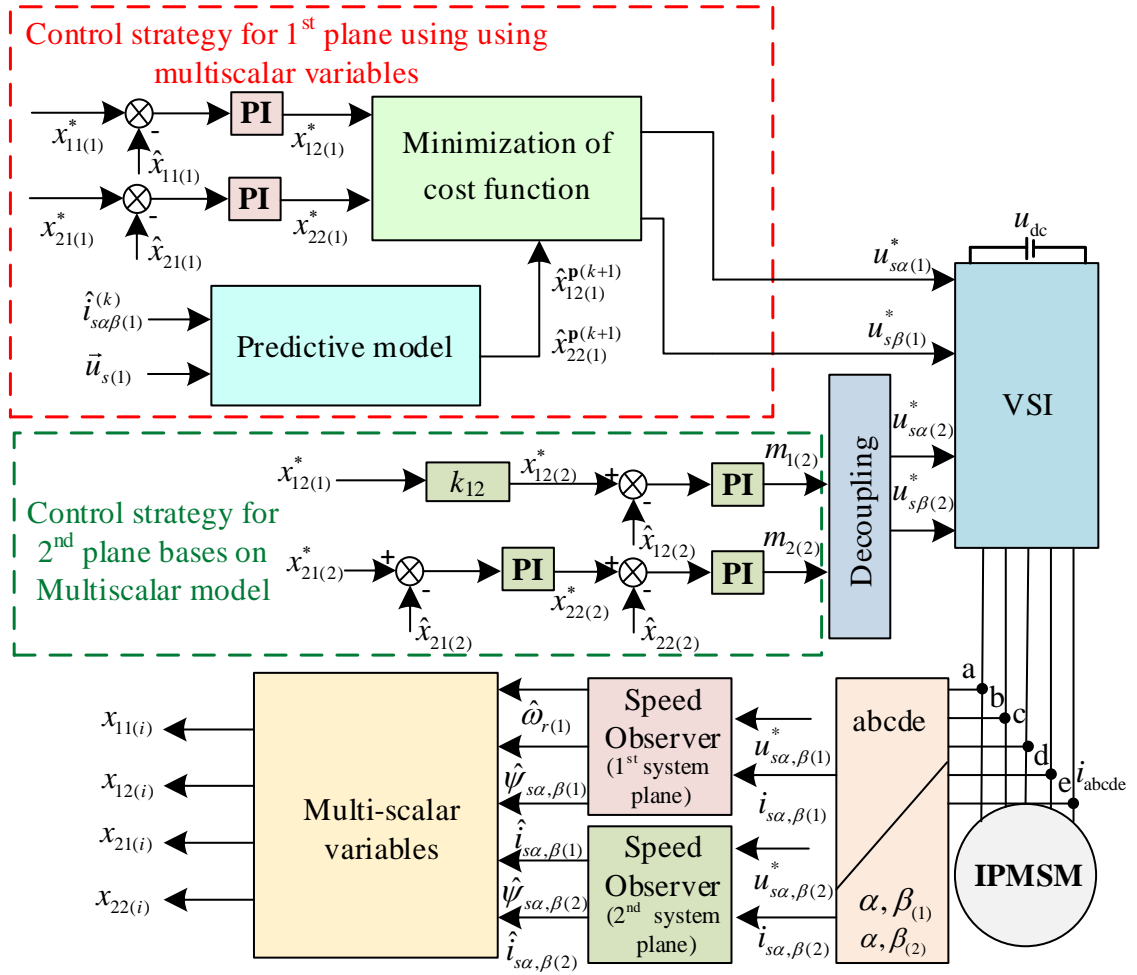 Control strategy for 1st plane using using
multiscalar variables
x*11(1)
-
x̂11(1)
PI
x*12(1)
x*21(1)
-
x̂21(1)
PI
x*22(1)
Minimization of
cost function
î(k)sαβ(1)
u⃗s(1)
Predictive model
x̂p(k+1)12(1)
x̂p(k+1)22(1)
u*sα(1)
u*sβ(1)
udc
VSI
Control strategy for
2nd plane bases on
Multiscalar model
x*12(1)
k12
x*12(2)
+
-
x̂12(2)
PI
m1(2)
x*21(2)
+
-
x̂21(2)
PI
x*22(2)
+
-
x̂22(2)
PI
m2(2)
Decoupling
u*sα(2)
u*sβ(2)
x11(i)
x12(i)
x21(i)
x22(i)
Multi-scalar
variables
ω̂r(1)
ψ̂sα,β(1)
îsα,β(1)
ψ̂sα,β(2)
îsα,β(2)
Speed
Observer
(1st system
plane)
Speed
Observer
(2nd system
plane)
u*sα,β(1)
isα,β(1)
u*sα,β(2)
isα,β(2)
abcde
α, β(1)
α, β(2)
a
b
c
d
e
iabcde
IPMSM